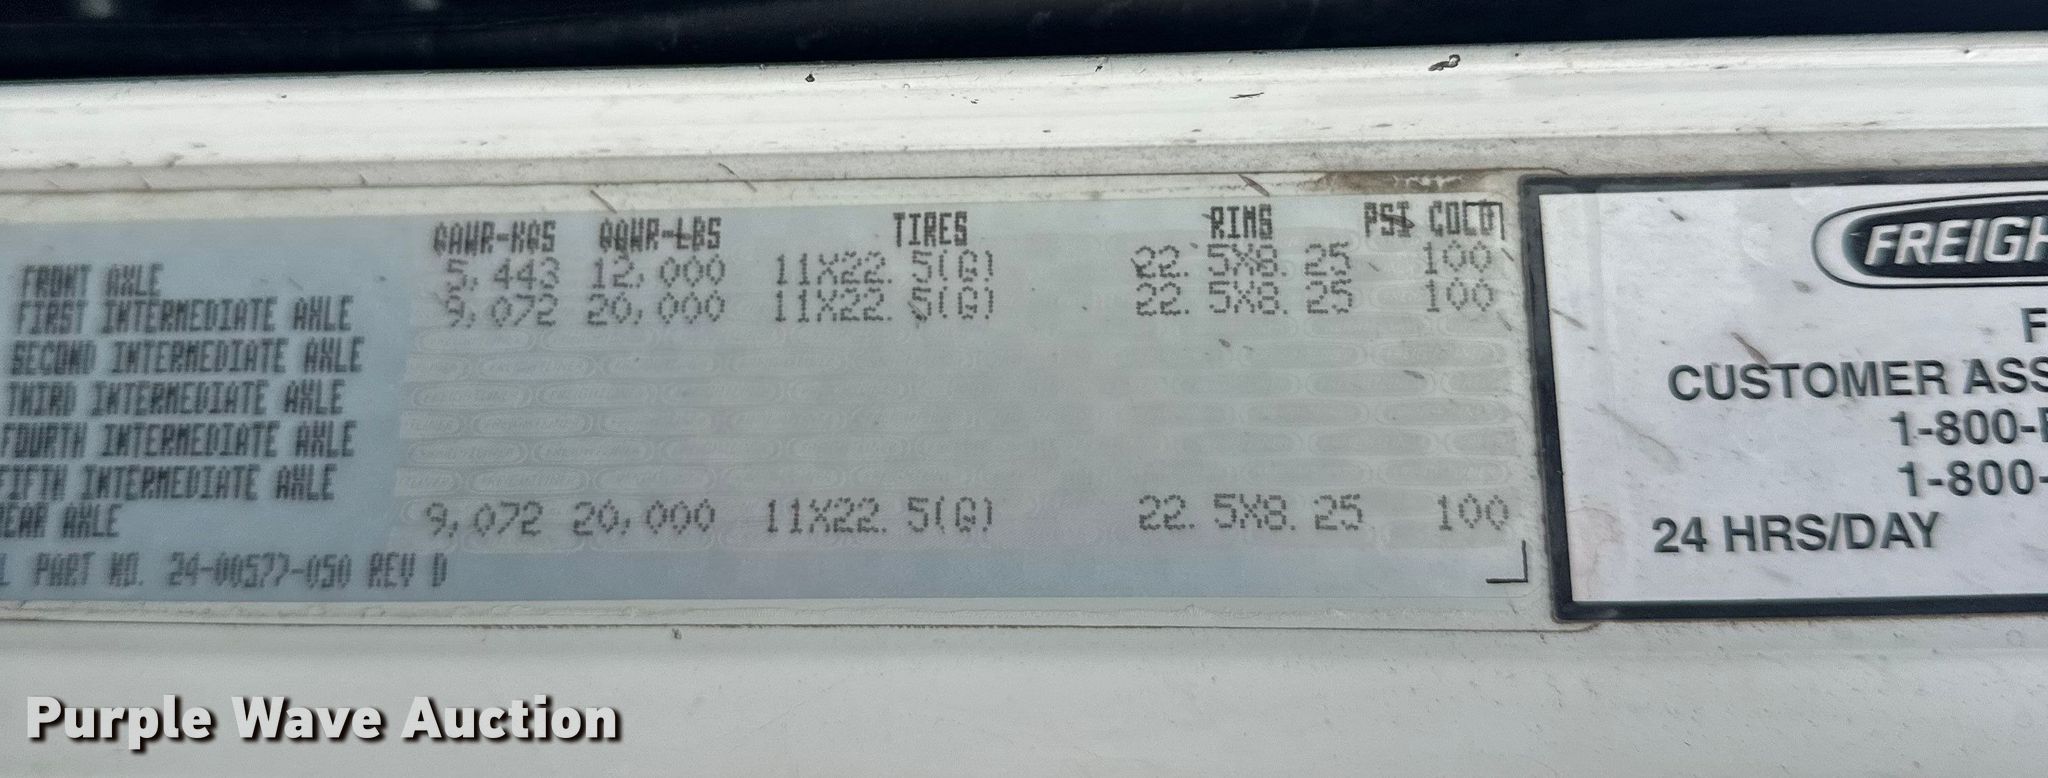 GAWR-KGS GAWR-LBS TIRES RIMS PSI COLD
FRONT AXLE 5,443 12,000 11X22.5(G) 22.5X8.25 100
FIRST INTERMEDIATE AXLE 9,072 20,000 11X22.5(G) 22.5X8.25 100
SECOND INTERMEDIATE AXLE
THIRD INTERMEDIATE AXLE
FOURTH INTERMEDIATE AXLE
FIFTH INTERMEDIATE AXLE
REAR AXLE 9,072 20,000 11X22.5(G) 22.5X8.25 100
L PART NO. 24-00577-050 REV D
FREIGH
F
CUSTOMER ASS
1-800-
1-800-
24 HRS/DAY
Purple Wave Auction